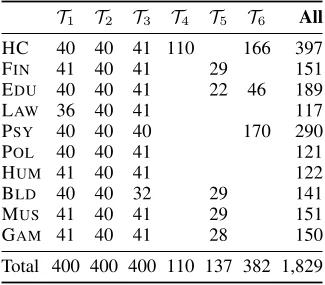 T1 T2 T3 T4 T5 T6 All
HC 40 40 41 110 166 397
FIN 41 40 41 29 151
EDU 40 40 41 22 46 189
LAW 36 40 41 117
PSY 40 40 40 170 290
POL 40 40 41 121
HUM 41 40 41 122
BLD 40 40 32 29 141
MUS 41 40 41 29 151
GAM 41 40 41 28 150
Total 400 400 400 110 137 382 1,829